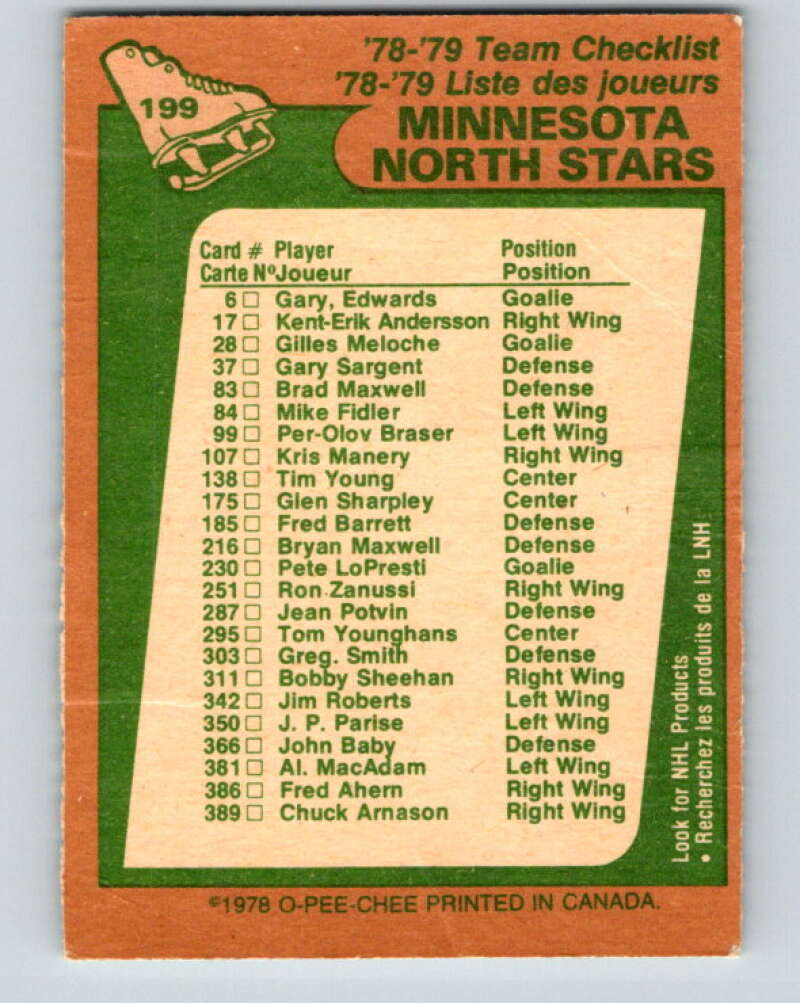 '78-'79 Team Checklist
'78-'79 Liste des joueurs
199
MINNESOTA
NORTH STARS
Card # Player Position
Carte Nº Joueur Position
6 □ Gary, Edwards Goalie
17 □ Kent-Erik Andersson Right Wing
28 □ Gilles Meloche Goalie
37 □ Gary Sargent Defense
83 □ Brad Maxwell Defense
84 □ Mike Fidler Left Wing
99 □ Per-Olov Braser Left Wing
107 □ Kris Manery Right Wing
138 □ Tim Young Center
175 □ Glen Sharpley Center
185 □ Fred Barrett Defense
216 □ Bryan Maxwell Defense
230 □ Pete LoPresti Goalie
251 □ Ron Zanussi Right Wing
287 □ Jean Potvin Defense
295 □ Tom Younghans Center
303 □ Greg. Smith Defense
311 □ Bobby Sheehan Right Wing
342 □ Jim Roberts Left Wing
350 □ J. P. Parise Left Wing
366 □ John Baby Defense
381 □ Al. MacAdam Left Wing
386 □ Fred Ahern Right Wing
389 □ Chuck Arnason Right Wing
Look for NHL Products
• Recherchez les produits de la LNH
©1978 O-PEE-CHEE PRINTED IN CANADA.